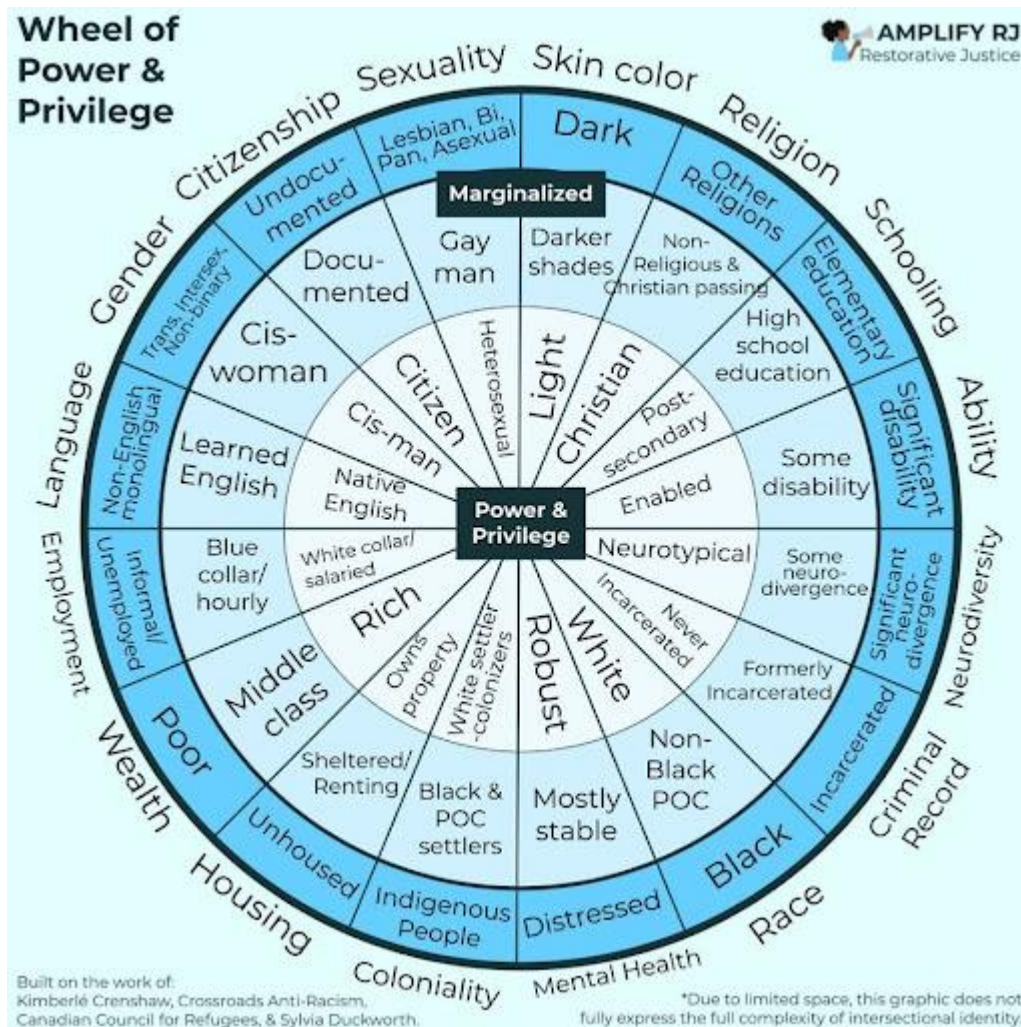 Wheel of
Power &
Privilege
AMPLIFY RJ
Restorative Justice
Sexuality
Lesbian, Bi,
Pan, Asexual
Gay
man
Heterosexual
Skin color
Dark
Darker
shades
Light
Religion
Other
Religions
Non-
Religious &
Christian passing
Christian
Schooling
Elementary
education
High
school
education
Post-
secondary
Ability
Significant
disability
Some
disability
Enabled
Neurodiversity
Significant
neuro-
divergence
Some
neuro-
divergence
Neurotypical
Criminal
Record
Incarcerated
Formerly
Incarcerated
Never
Incarcerated
Race
Black
Non-
Black
POC
White
Mental Health
Distressed
Mostly
stable
Robust
Coloniality
Indigenous
People
Black &
POC
settlers
White settler
-colonizers
Housing
Unhoused
Sheltered/
Renting
Owns
property
Wealth
Poor
Middle
class
Rich
Employment
Informal/
Unemployed
Blue
collar/
hourly
White collar/
salaried
Language
Non-English
monolingual
Learned
English
Native
English
Gender
Trans, Intersex,
Non-binary
Cis-
woman
Cis-man
Citizenship
Undocu-
mented
Docu-
mented
Citizen
Marginalized
Power &
Privilege
Built on the work of:
Kimberlé Crenshaw, Crossroads Anti-Racism,
Canadian Council for Refugees, & Sylvia Duckworth.
*Due to limited space, this graphic does not
fully express the full complexity of intersectional identity.